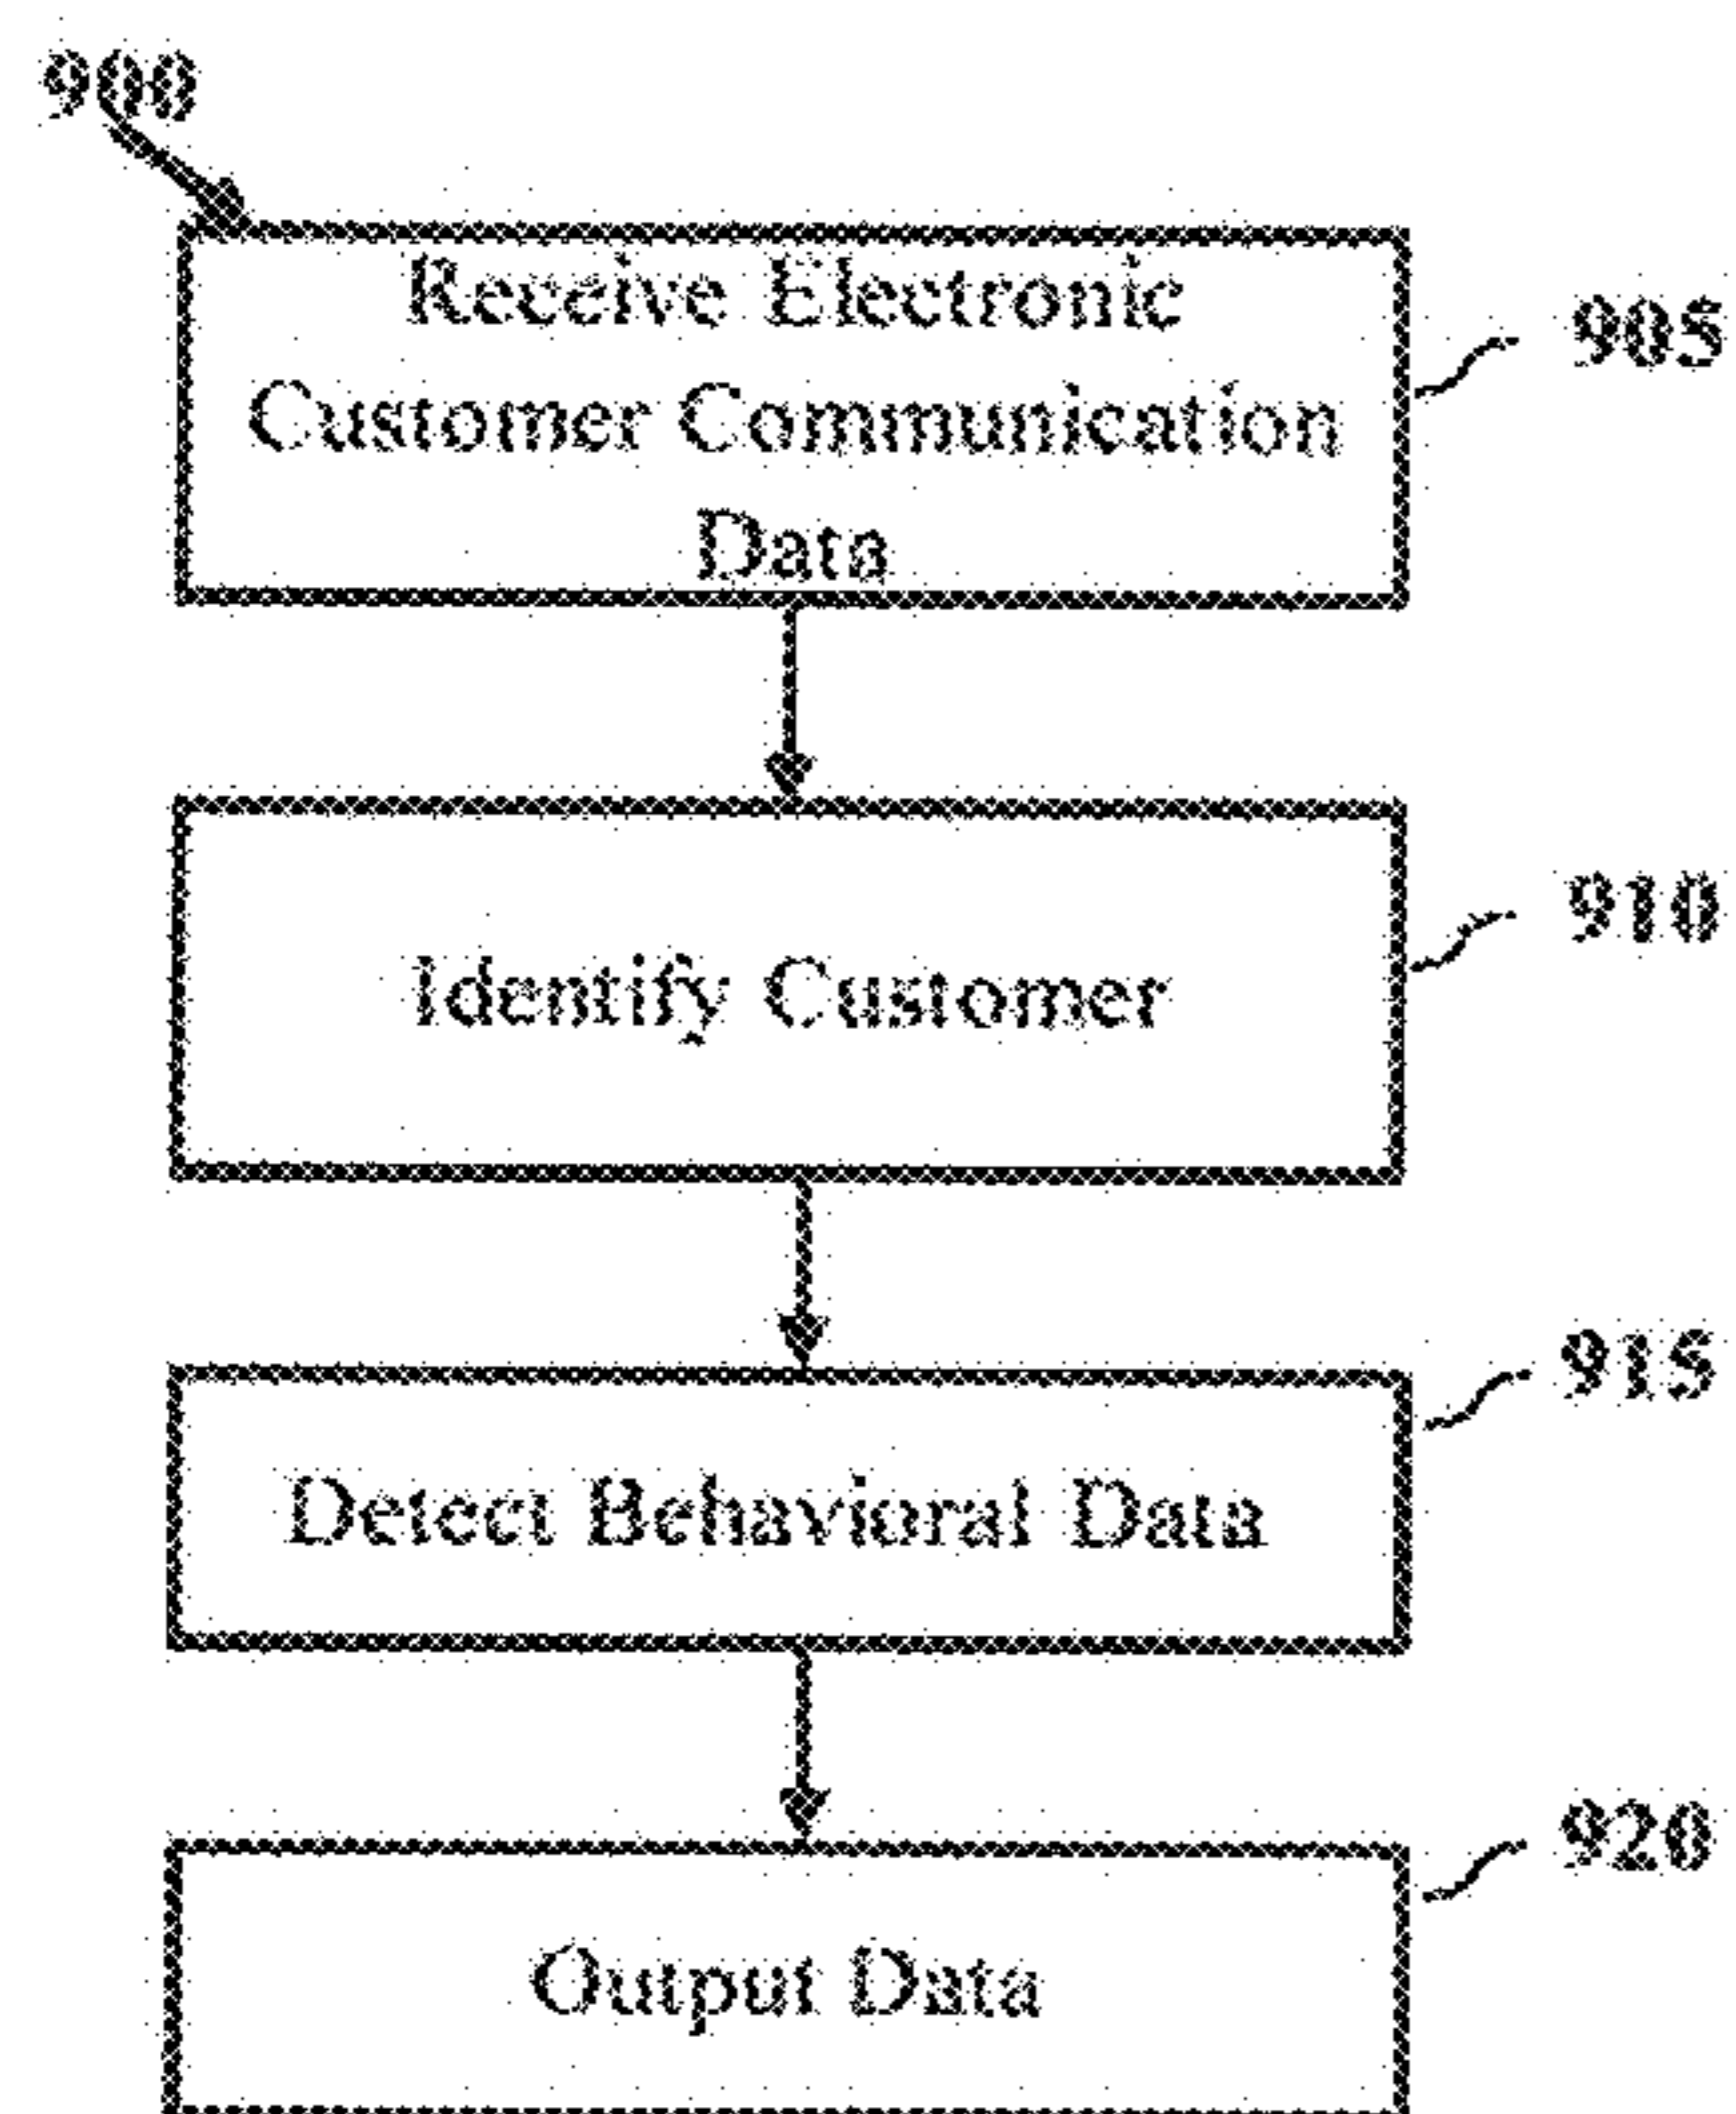 900
Receive Electronic
905
Customer Communication
Data
910
Identify Customer
915
Detect Behavioral Data
920
Output Data